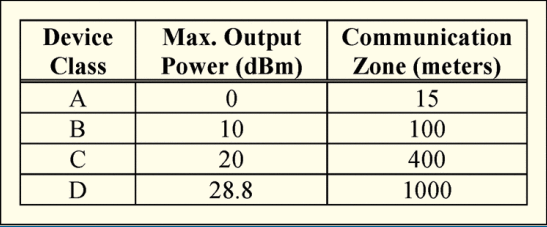 Device Class Max. Output Power (dBm) Communication Zone (meters)
A 0 15
B 10 100
C 20 400
D 28.8 1000